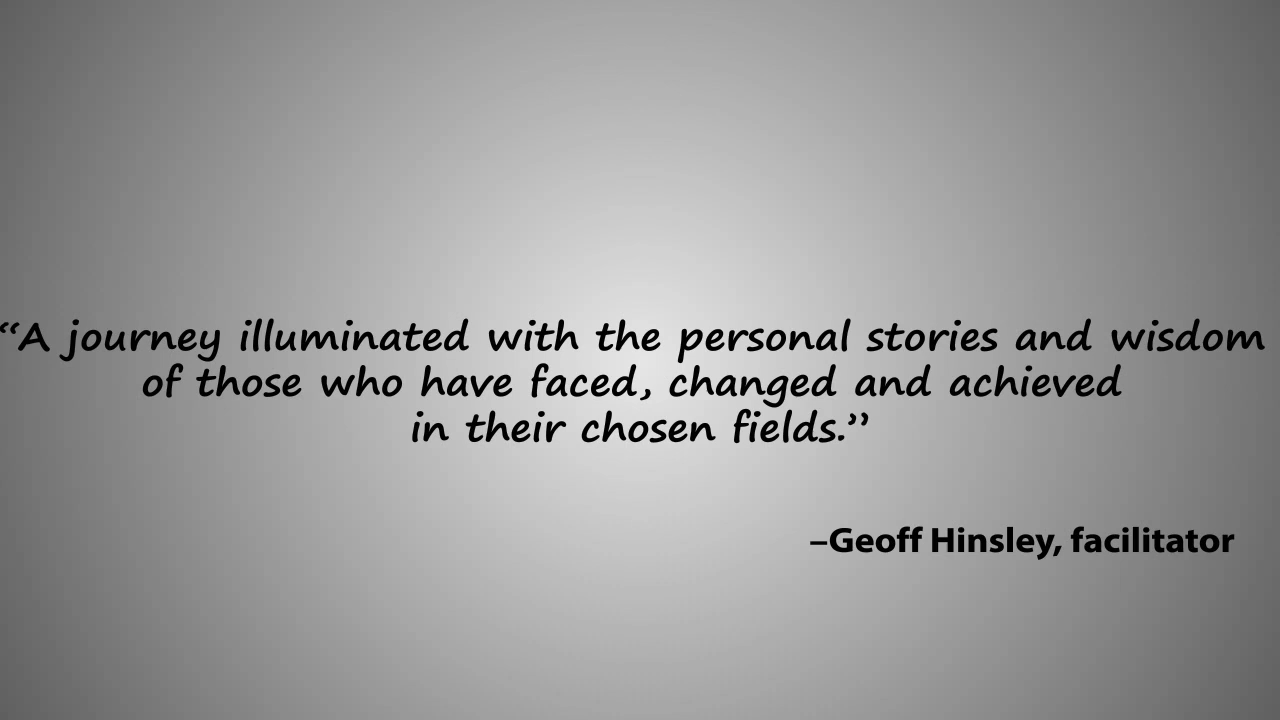 “A journey illuminated with the personal stories and wisdom
of those who have faced, changed and achieved
in their chosen fields.”
–Geoff Hinsley, facilitator